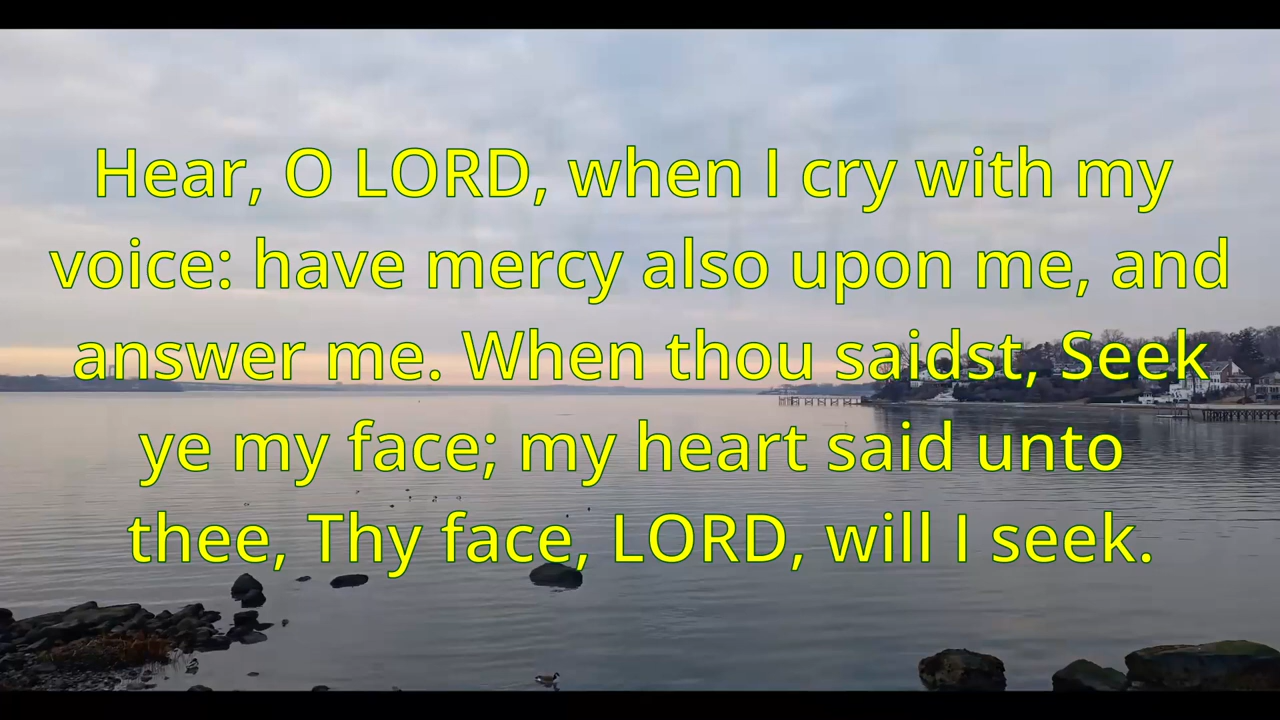 Hear, O LORD, when I cry with my
voice: have mercy also upon me, and
answer me. When thou saidst, Seek
ye my face; my heart said unto
thee, Thy face, LORD, will I seek.